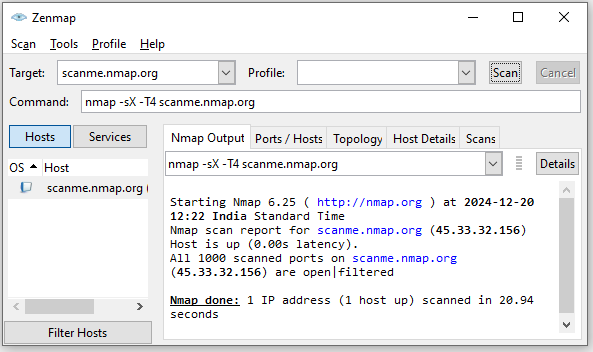 Zenmap
Scan Tools Profile Help
Target: scanme.nmap.org Profile: Scan Cancel
Command: nmap -sX -T4 scanme.nmap.org
Hosts Services
Nmap Output Ports / Hosts Topology Host Details Scans
OS Host
nmap -sX -T4 scanme.nmap.org Details
scanme.nmap.org (
Starting Nmap 6.25 ( http://nmap.org ) at 2024-12-20
12:22 India Standard Time
Nmap scan report for scanme.nmap.org (45.33.32.156)
Host is up (0.00s latency).
All 1000 scanned ports on scanme.nmap.org
(45.33.32.156) are open|filtered
Nmap done: 1 IP address (1 host up) scanned in 20.94
seconds
Filter Hosts